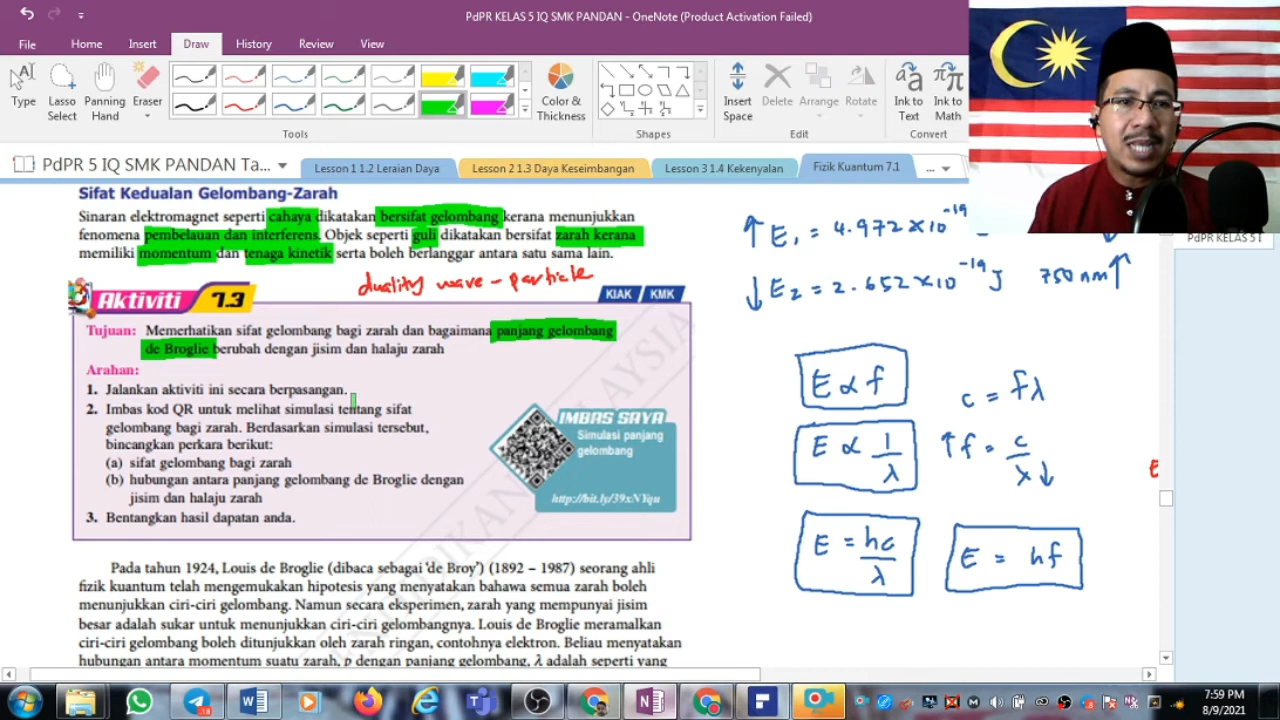 PdPR KELAS 5 IQ SMK PANDAN - OneNote (Product Activation Failed)
File Home Insert Draw History Review View
Type Lasso Select Panning Hand Eraser
Color & Thickness
Insert Space Delete Arrange Rotate Ink to Text Ink to Math
Tools Shapes Edit Convert
PdPR 5 IQ SMK PANDAN Ta... Lesson 1 1.2 Leraian Daya Lesson 2 1.3 Daya Keseimbangan Lesson 3 1.4 Kekenyalan Fizik Kuantum 7.1 ...
PdPR KELAS 5 I
Sifat Kedualan Gelombang-Zarah
Sinaran elektromagnet seperti cahaya dikatakan bersifat gelombang kerana menunjukkan
fenomena pembelauan dan interferens. Objek seperti guli dikatakan bersifat zarah kerana
memiliki momentum dan tenaga kinetik serta boleh berlanggar antara satu sama lain.
duality wave - particle
Aktiviti 7.3
KIAK KMK
Tujuan: Memerhatikan sifat gelombang bagi zarah dan bagaimana panjang gelombang
de Broglie berubah dengan jisim dan halaju zarah
Arahan:
1. Jalankan aktiviti ini secara berpasangan.
2. Imbas kod QR untuk melihat simulasi tentang sifat
gelombang bagi zarah. Berdasarkan simulasi tersebut,
bincangkan perkara berikut:
(a) sifat gelombang bagi zarah
(b) hubungan antara panjang gelombang de Broglie dengan
jisim dan halaju zarah
3. Bentangkan hasil dapatan anda.
IMBAS SAYA
Simulasi panjang
gelombang
http://bit.ly/39xNYqu
Pada tahun 1924, Louis de Broglie (dibaca sebagai 'de Broy') (1892 – 1987) seorang ahli
fizik kuantum telah mengemukakan hipotesis yang menyatakan bahawa semua zarah boleh
menunjukkan ciri-ciri gelombang. Namun secara eksperimen, zarah yang mempunyai jisim
besar adalah sukar untuk menunjukkan ciri-ciri gelombangnya. Louis de Broglie meramalkan
ciri-ciri gelombang boleh ditunjukkan oleh zarah ringan, contohnya elektron. Beliau menyatakan
hubungan antara momentum suatu zarah, p dengan panjang gelombang, λ adalah seperti yang
↑ E₁ = 4.972×10⁻¹⁹
↓ E₂ = 2.652×10⁻¹⁹ J 750 nm ↑
E ∝ f
c = fλ
E ∝ 1/λ
↑ f = c/λ ↓
E = hc/λ
E = hf
7:59 PM
8/9/2021